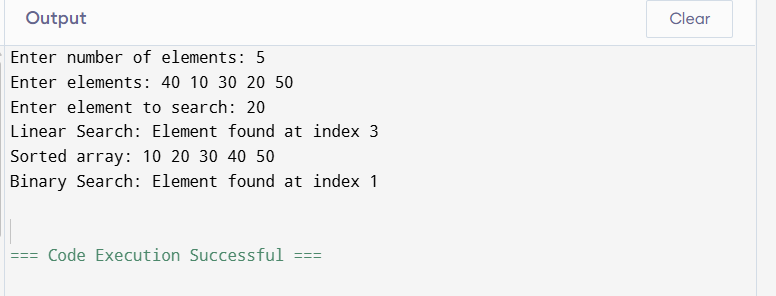 Output
Clear
Enter number of elements: 5
Enter elements: 40 10 30 20 50
Enter element to search: 20
Linear Search: Element found at index 3
Sorted array: 10 20 30 40 50
Binary Search: Element found at index 1
=== Code Execution Successful ===